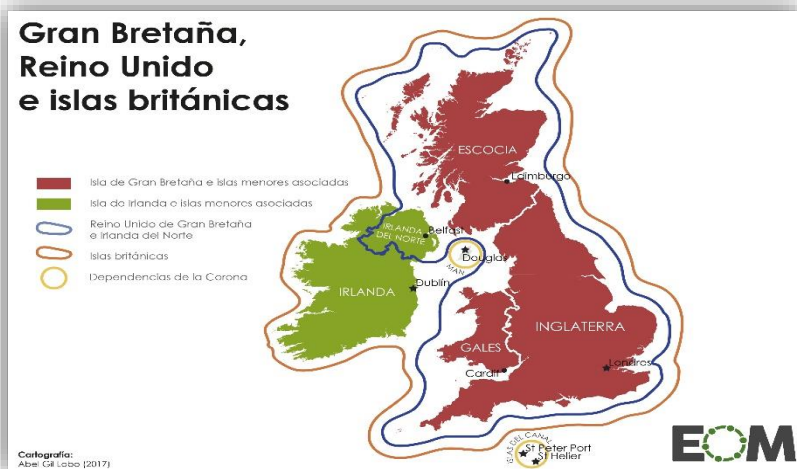 Gran Bretaña,
Reino Unido
e islas británicas
Isla de Gran Bretaña e islas menores asociadas
Isla de Irlanda e islas menores asociadas
Reino Unido de Gran Bretaña
e Irlanda del Norte
Islas británicas
Dependencias de la Corona
ESCOCIA
Edimburgo
IRLANDA
DEL NORTE
Belfast
Douglas
MAN
Dublín
IRLANDA
INGLATERRA
GALES
Cardif
Londres
ISLAS DEL CANAL
St Peter Port
St Helier
EOM
Cartografía:
Abel Gil Lobo (2017)